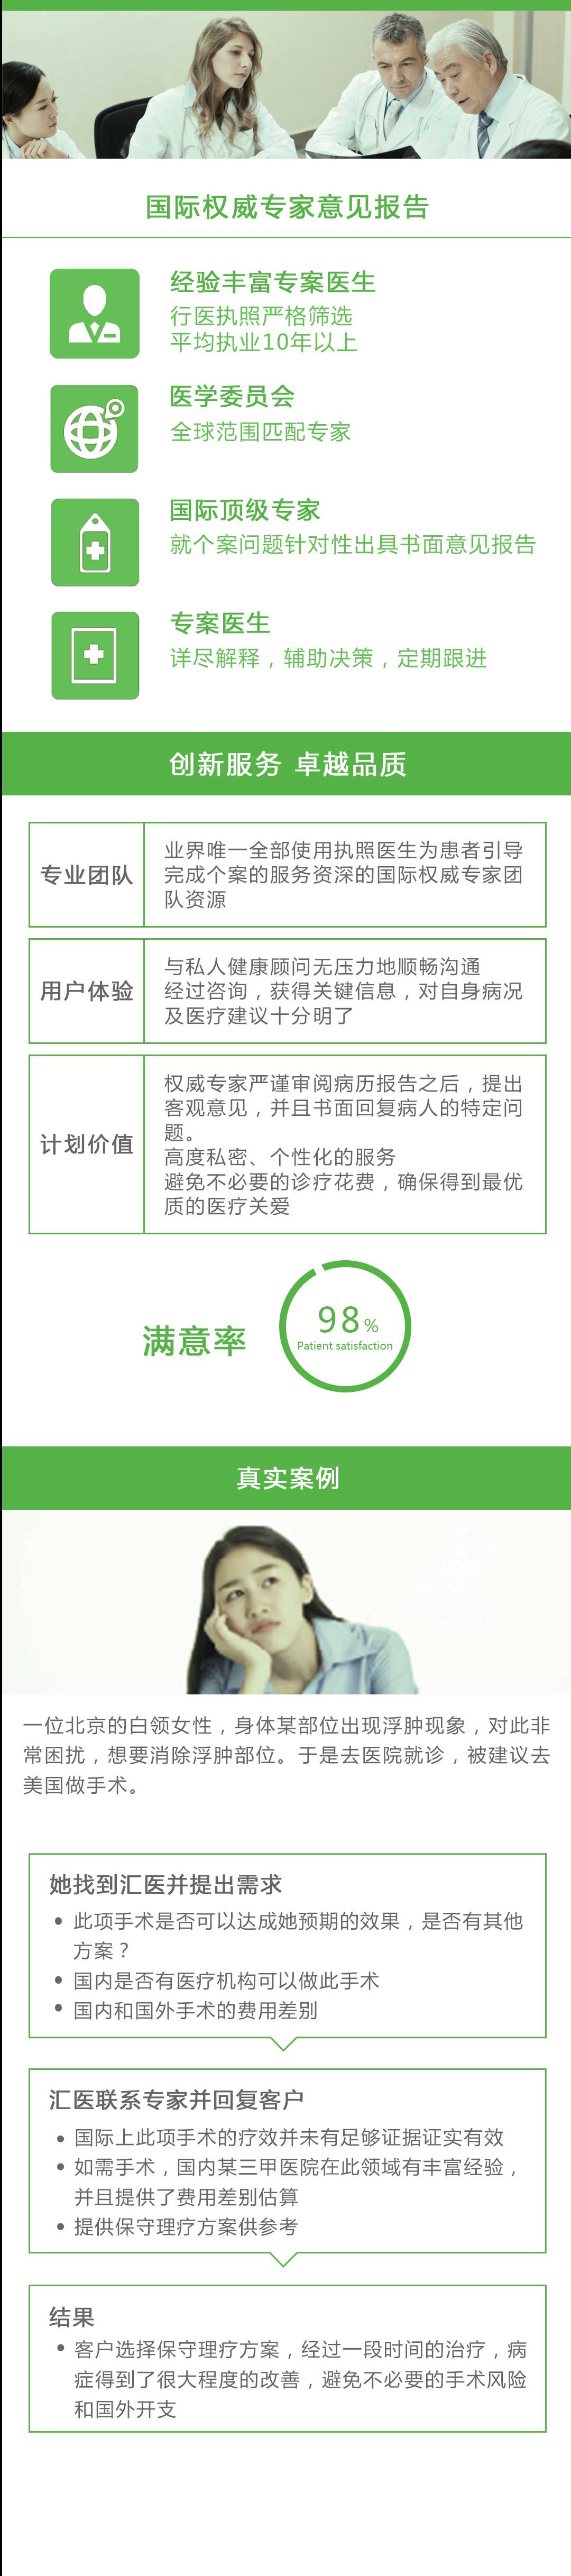 国际权威专家意见报告
经验丰富专案医生
行医执照严格筛选
平均执业10年以上
医学委员会
全球范围匹配专家
国际顶级专家
就个案问题针对性出具书面意见报告
专案医生
详尽解释，辅助决策，定期跟进
创新服务 卓越品质
专业团队
业界唯一全部使用执照医生为患者引导
完成个案的服务资深的国际权威专家团
队资源
用户体验
与私人健康顾问无压力地顺畅沟通
经过咨询，获得关键信息，对自身病况
及医疗建议十分明了
计划价值
权威专家严谨审阅病历报告之后，提出
客观意见，并且书面回复病人的特定问
题。
高度私密、个性化的服务
避免不必要的诊疗花费，确保得到最优
质的医疗关爱
满意率
98%
Patient satisfaction
真实案例
一位北京的白领女性，身体某部位出现浮肿现象，对此非
常困扰，想要消除浮肿部位。于是去医院就诊，被建议去
美国做手术。
她找到汇医并提出需求
• 此项手术是否可以达成她预期的效果，是否有其他
方案？
• 国内是否有医疗机构可以做此手术
• 国内和国外手术的费用差别
汇医联系专家并回复客户
• 国际上此项手术的疗效并未有足够证据证实有效
• 如需手术，国内某三甲医院在此领域有丰富经验，
并且提供了费用差别估算
• 提供保守理疗方案供参考
结果
• 客户选择保守理疗方案，经过一段时间的治疗，病
症得到了很大程度的改善，避免不必要的手术风险
和国外开支